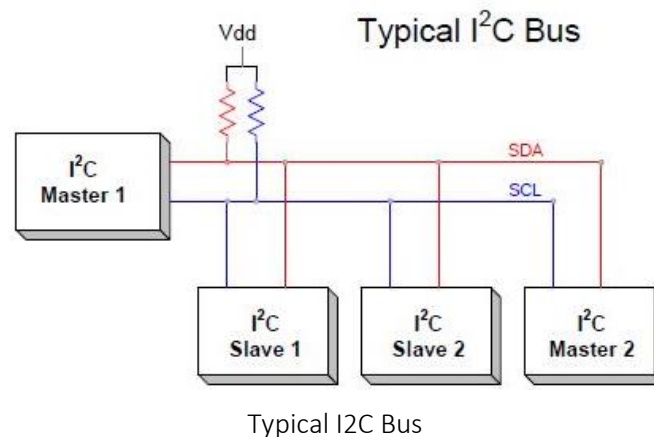 Vdd
Typical I²C Bus
I²C
Master 1
SDA
SCL
I²C
Slave 1
I²C
Slave 2
I²C
Master 2
Typical I2C Bus